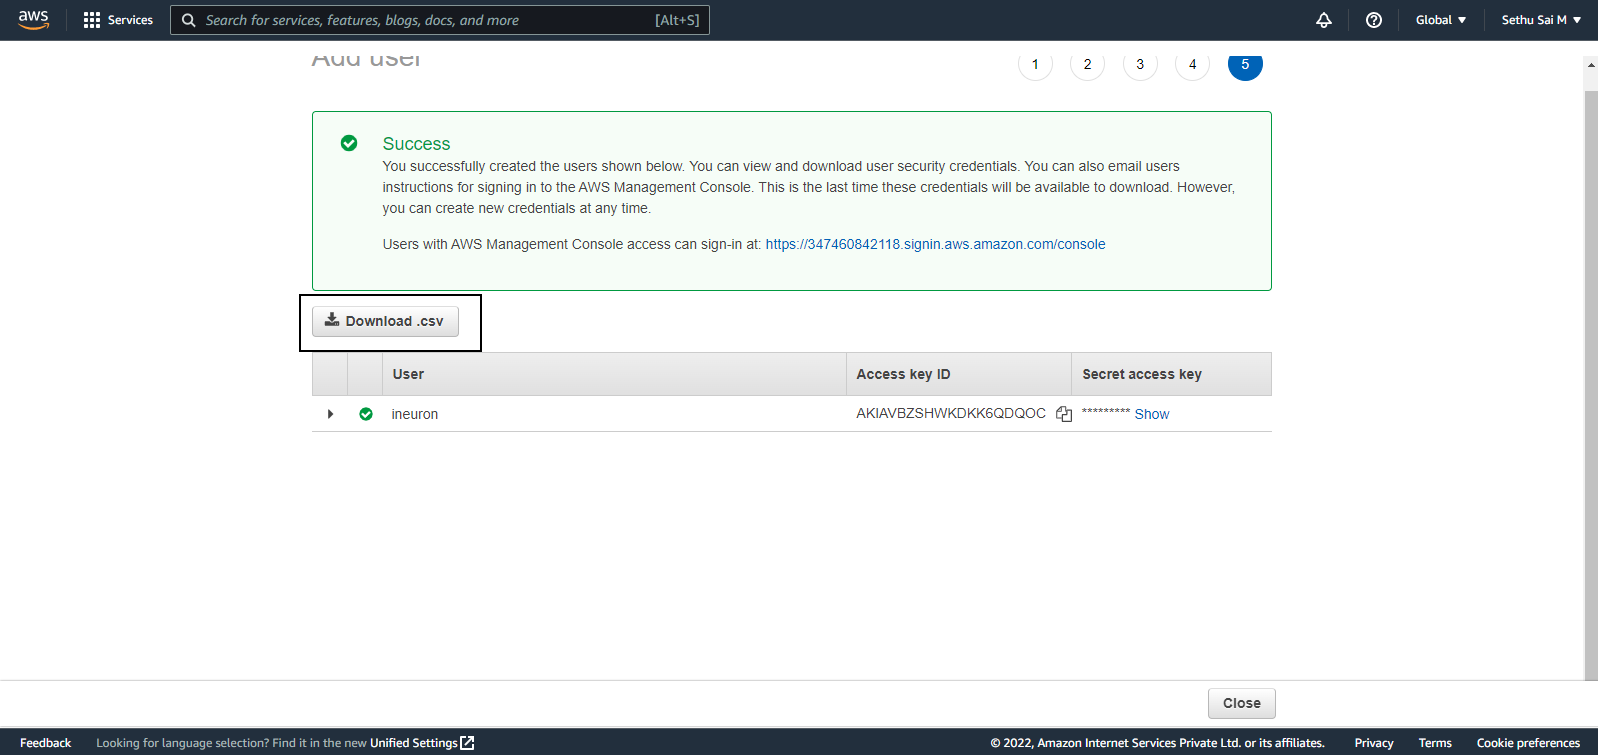 aws Services Search for services, features, blogs, docs, and more [Alt+S] Global Sethu Sai M
Add user 1 2 3 4 5
Success
You successfully created the users shown below. You can view and download user security credentials. You can also email users
instructions for signing in to the AWS Management Console. This is the last time these credentials will be available to download. However,
you can create new credentials at any time.
Users with AWS Management Console access can sign-in at: https://347460842118.signin.aws.amazon.com/console
Download .csv
User Access key ID Secret access key
ineuron AKIAVBZSHWKDKK6QDQOC ********* Show
Close
Feedback Looking for language selection? Find it in the new Unified Settings © 2022, Amazon Internet Services Private Ltd. or its affiliates. Privacy Terms Cookie preferences